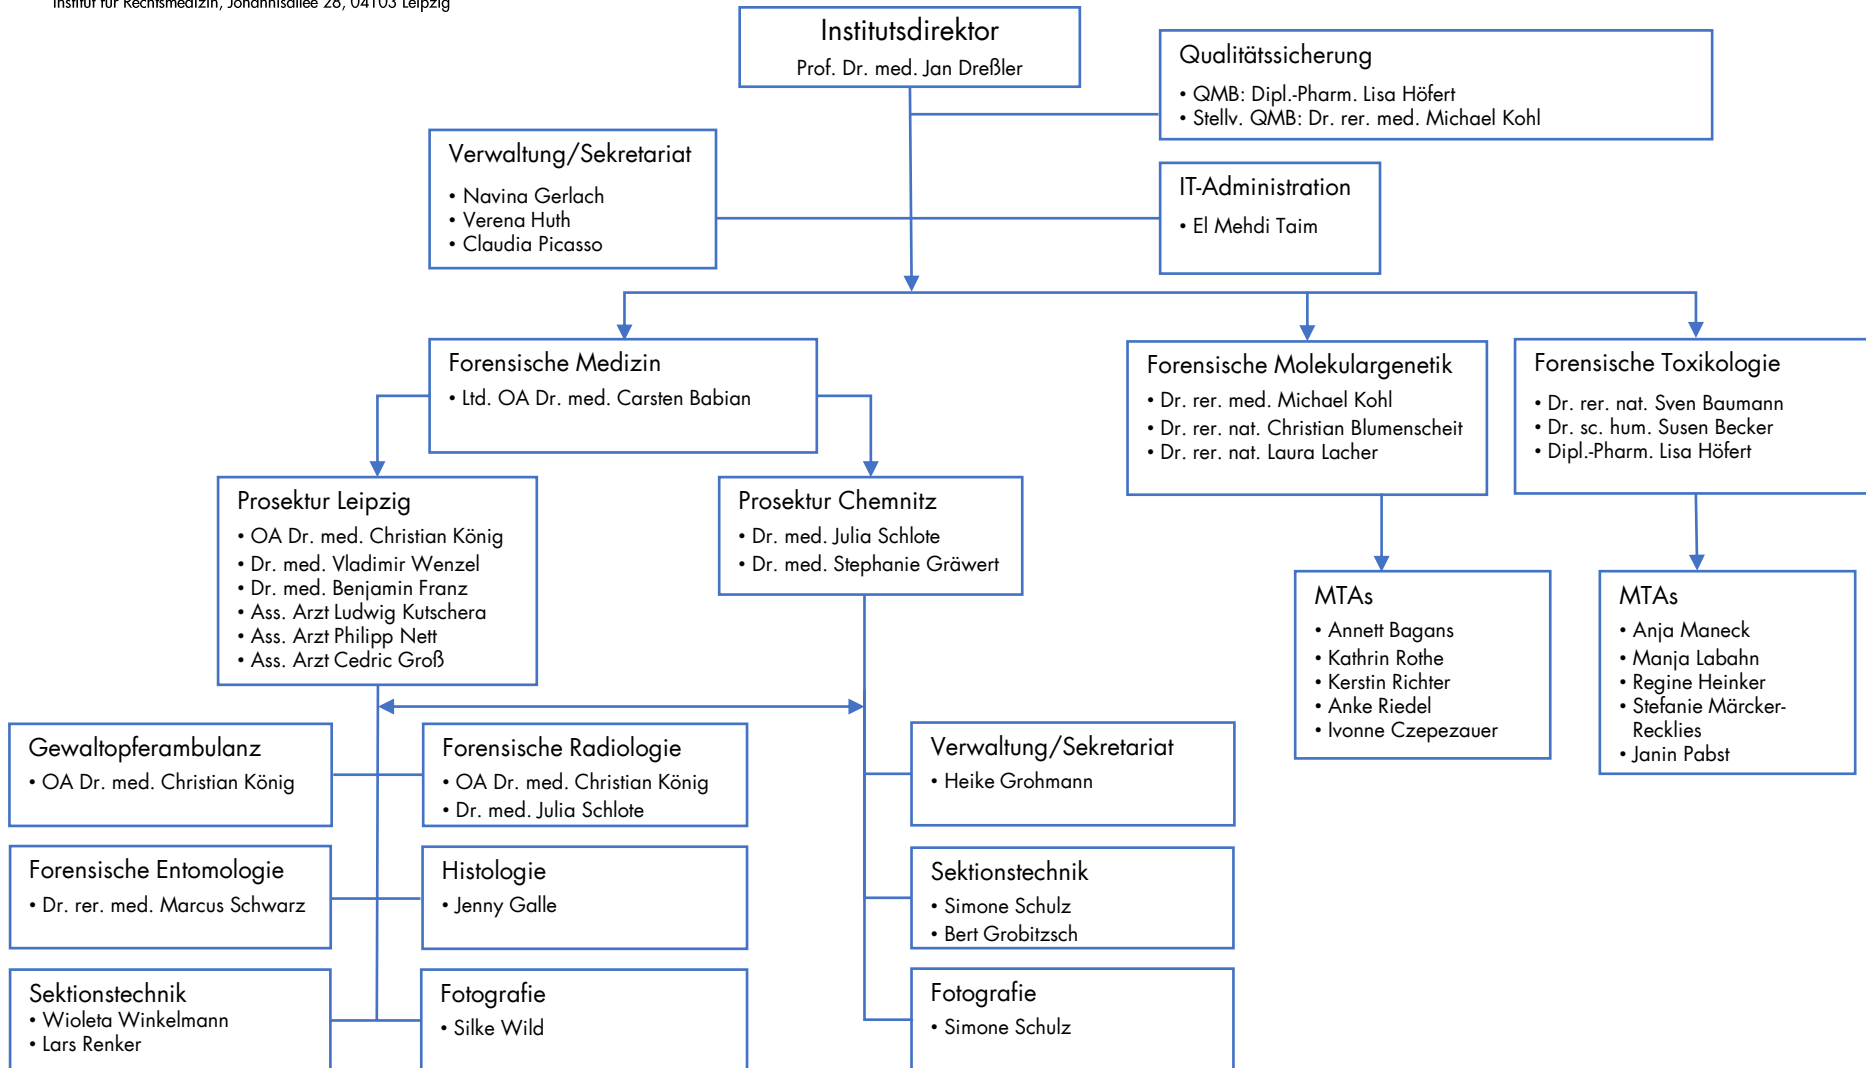 Institut für Rechtsmedizin, Johannisallee 28, 04103 Leipzig
Institutsdirektor
Prof. Dr. med. Jan Dreßler
Qualitätssicherung
• QMB: Dipl.-Pharm. Lisa Höfert
• Stellv. QMB: Dr. rer. med. Michael Kohl
Verwaltung/Sekretariat
• Navina Gerlach
• Verena Huth
• Claudia Picasso
IT-Administration
• El Mehdi Taim
Forensische Medizin
• Ltd. OA Dr. med. Carsten Babian
Forensische Molekulargenetik
• Dr. rer. med. Michael Kohl
• Dr. rer. nat. Christian Blumenscheit
• Dr. rer. nat. Laura Lacher
Forensische Toxikologie
• Dr. rer. nat. Sven Baumann
• Dr. sc. hum. Susen Becker
• Dipl.-Pharm. Lisa Höfert
Prosektur Leipzig
• OA Dr. med. Christian König
• Dr. med. Vladimir Wenzel
• Dr. med. Benjamin Franz
• Ass. Arzt Ludwig Kutschera
• Ass. Arzt Philipp Nett
• Ass. Arzt Cedric Groß
Prosektur Chemnitz
• Dr. med. Julia Schlote
• Dr. med. Stephanie Gräwert
MTAs
• Annett Bagans
• Kathrin Rothe
• Kerstin Richter
• Anke Riedel
• Ivonne Czepezauer
MTAs
• Anja Maneck
• Manja Labahn
• Regine Heinker
• Stefanie Märcker-
Recklies
• Janin Pabst
Gewaltopferambulanz
• OA Dr. med. Christian König
Forensische Radiologie
• OA Dr. med. Christian König
• Dr. med. Julia Schlote
Verwaltung/Sekretariat
• Heike Grohmann
Forensische Entomologie
• Dr. rer. med. Marcus Schwarz
Histologie
• Jenny Galle
Sektionstechnik
• Simone Schulz
• Bert Grobitzsch
Sektionstechnik
• Wioleta Winkelmann
• Lars Renker
Fotografie
• Silke Wild
Fotografie
• Simone Schulz